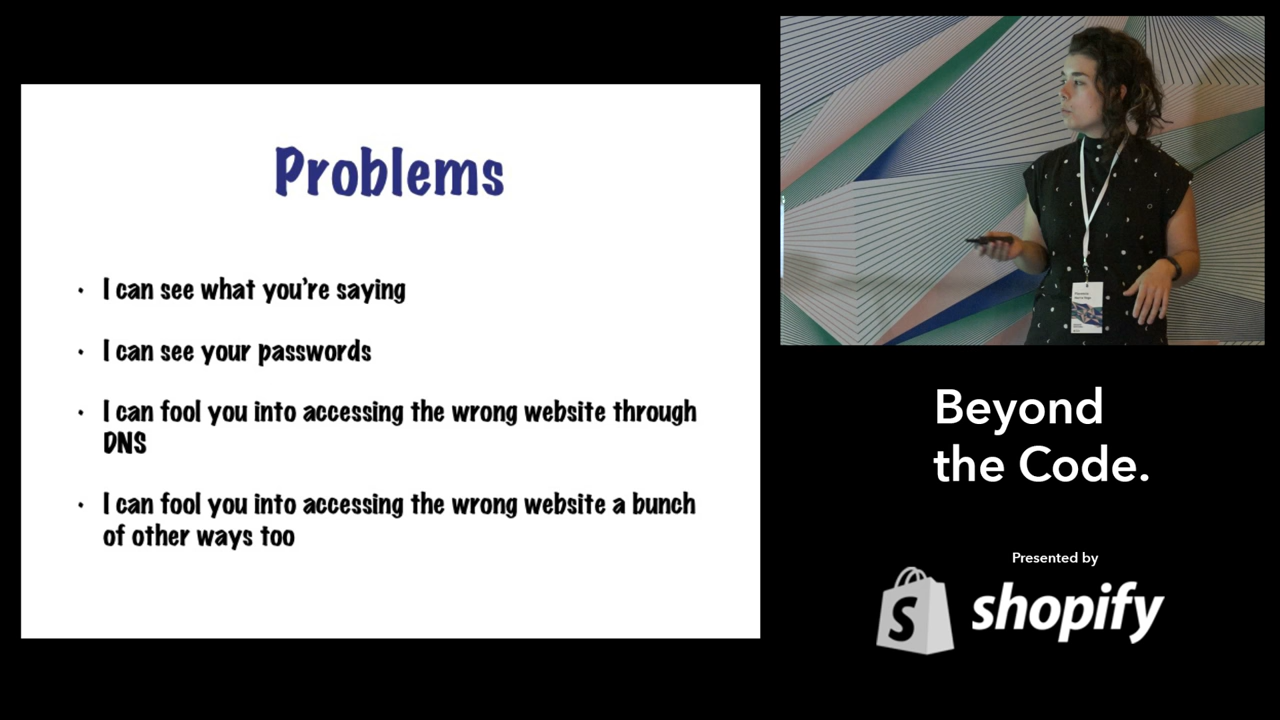 Problems
• I can see what you're saying
• I can see your passwords
• I can fool you into accessing the wrong website through
DNS
• I can fool you into accessing the wrong website a bunch
of other ways too
Beyond
the Code.
Presented by
shopify